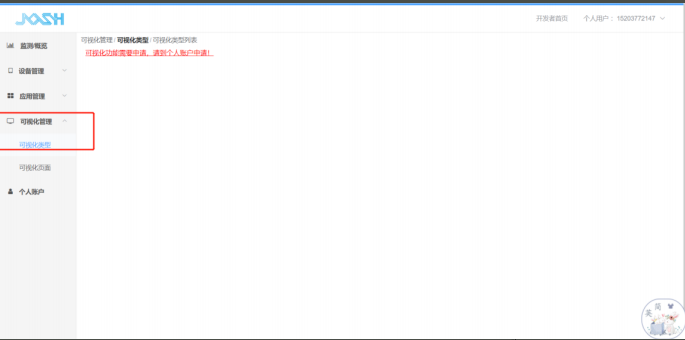 JXXSH
开发者首页 个人用户： 15203772147
监测/概览
可视化管理 / 可视化类型 / 可视化类型列表
可视化功能需要申请，请到个人账户申请！
设备管理
应用管理
可视化管理
可视化类型
可视化页面
个人账户
英 简